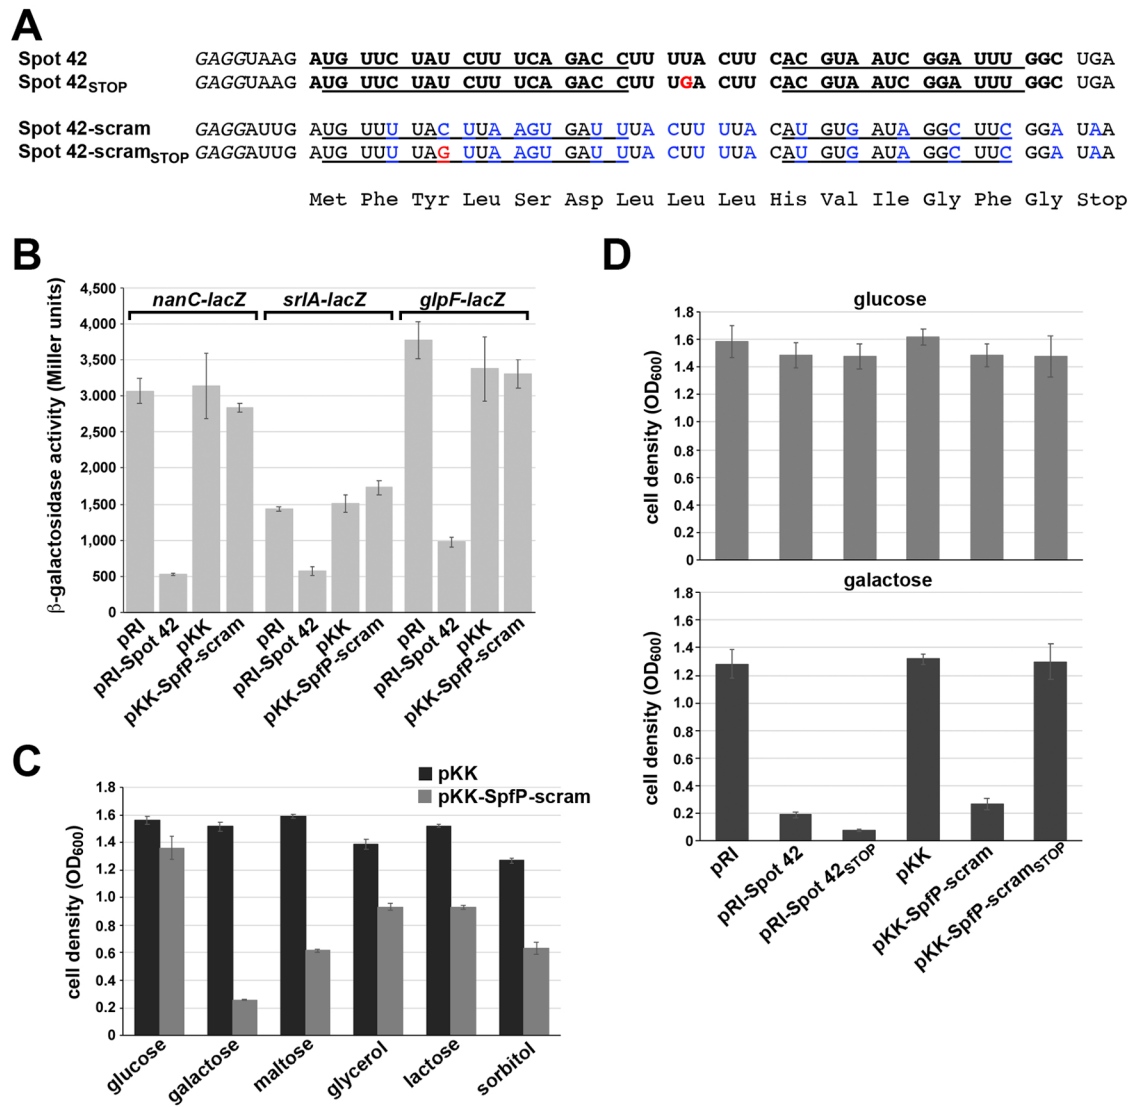 A
Spot 42 GAGGUAAG AUG UUC UAU CUU UCA GAC CUU UUA CUU CAC GUA AUC GGA UUU GGC UGA
Spot 42STOP GAGGUAAG AUG UUC UAU CUU UCA GAC CUU UGA CUUC ACGUA AUC GGA UUU GGC UGA
Spot 42-scram GAGGAUUG AUG UUU UAC UUA AGU GAU UUA CUU UUA CAU GUG AUA GGC UUC GGA UAA
Spot 42-scramSTOP GAGGAUUG AUG UUU UAG UUA AGU GAU UUA CUU UUA CAU GUG AUA GGC UUC GGA UAA
Met Phe Tyr Leu Ser Asp Leu Leu Leu His Val Ile Gly Phe Gly Stop
B
β-galactosidase activity (Miller units)
4,500
4,000
3,500
3.000
2,500
2,000
1,500
1,000
500
0
nanC-lacZ srlA-lacZ glpF-lacZ
pRI
pRI-Spot 42
pKK
pKK-SpfP-scram
pRI
pRI-Spot 42
pKK
pKK-SpfP-scram
pRI
pRI-Spot 42
pKK
pKK-SpfP-scram
C
pKK
pKK-SpfP-scram
cell density (OD600)
1.8
1.6
1.4
1.2
1.0
0.8
0.6
0.4
0.2
0
glucose
galactose
maltose
glycerol
lactose
sorbitol
D
glucose
cell density (OD600)
1.8
1.6
1.4
1.2
1.0
0.8
0.6
0.4
0.2
0
galactose
cell density (OD600)
1.8
1.6
1.4
1.2
1.0
0.8
0.6
0.4
0.2
0
pRI
pRI-Spot 42
pRI-Spot 42STOP
pKK
pKK-SpfP-scram
pKK-SpfP-scramSTOP